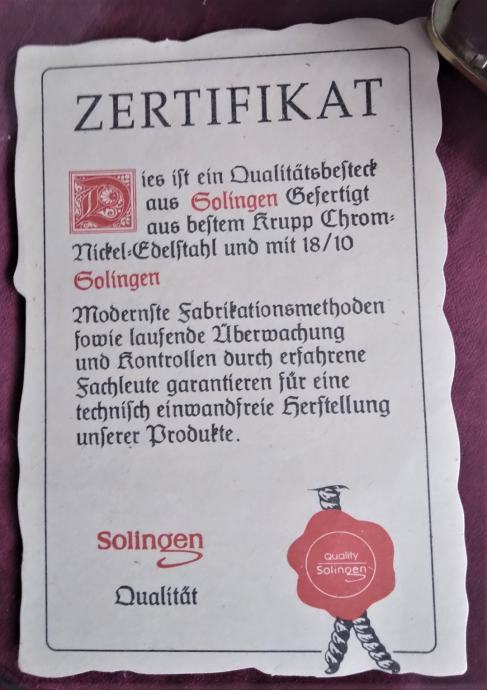 ZERTIFIKAT
Dies iſt ein Qualitätsbeſteck
aus Solingen Gefertigt
aus beſtem Krupp Chrom-
Nickel-Edelſtahl und mit 18/10
Solingen
Modernſte Fabrikationsmethoden
ſowie laufende Überwachung
und Kontrollen durch erfahrene
Fachleute garantieren für eine
techniſch einwandfreie Herſtellung
unſerer Produkte.
Solingen
Qualität
Quality
Solingen